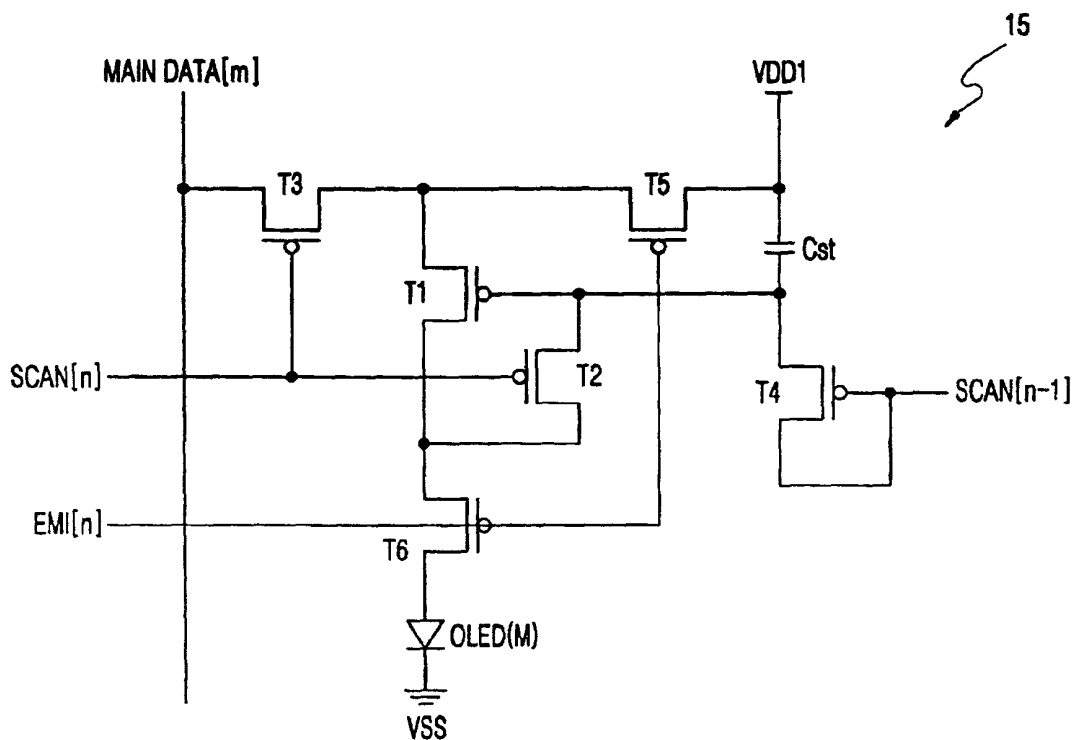 15
MAIN DATA[m]
VDD1
T3
T5
Cst
T1
T2
SCAN[n]
T4
SCAN[n-1]
EMI[n]
T6
OLED(M)
VSS